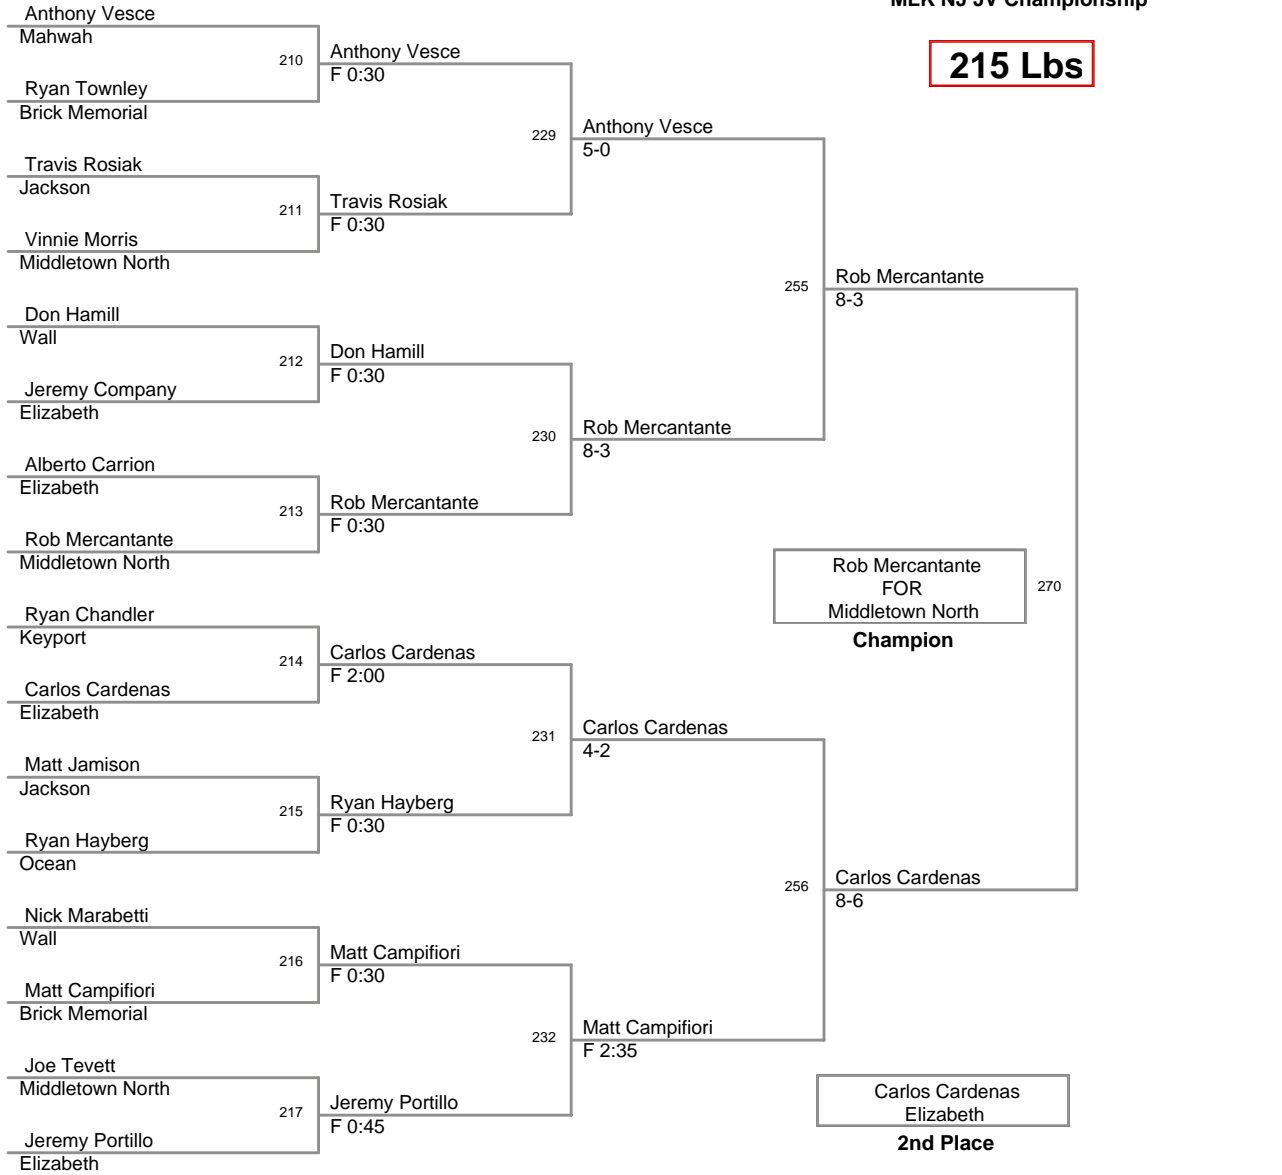 MEK NJ JV Championship
215 Lbs
Anthony Vesce
Mahwah
210
Ryan Townley
Brick Memorial
Travis Rosiak
Jackson
211
Vinnie Morris
Middletown North
Don Hamill
Wall
212
Jeremy Company
Elizabeth
Alberto Carrion
Elizabeth
213
Rob Mercantante
Middletown North
Ryan Chandler
Keyport
214
Carlos Cardenas
Elizabeth
Matt Jamison
Jackson
215
Ryan Hayberg
Ocean
Nick Marabetti
Wall
216
Matt Campifiori
Brick Memorial
Joe Tevett
Middletown North
217
Jeremy Portillo
Elizabeth
Anthony Vesce
F 0:30
229
Travis Rosiak
F 0:30
Don Hamill
F 0:30
230
Rob Mercantante
F 0:30
Carlos Cardenas
F 2:00
231
Ryan Hayberg
F 0:30
Matt Campifiori
F 0:30
232
Jeremy Portillo
F 0:45
Anthony Vesce
5-0
255
Rob Mercantante
8-3
Carlos Cardenas
4-2
256
Matt Campifiori
F 2:35
Rob Mercantante
8-3
270
Carlos Cardenas
8-6
Rob Mercantante
FOR
Middletown North
Champion
Carlos Cardenas
Elizabeth
2nd Place